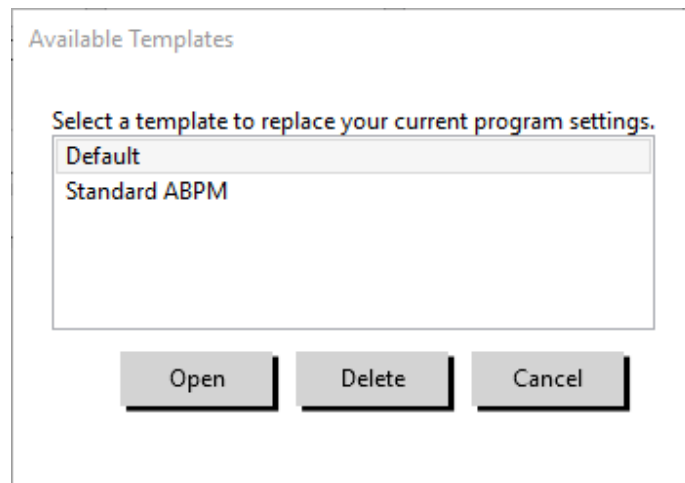 Available Templates
Select a template to replace your current program settings.
Default
Standard ABPM
Open Delete Cancel